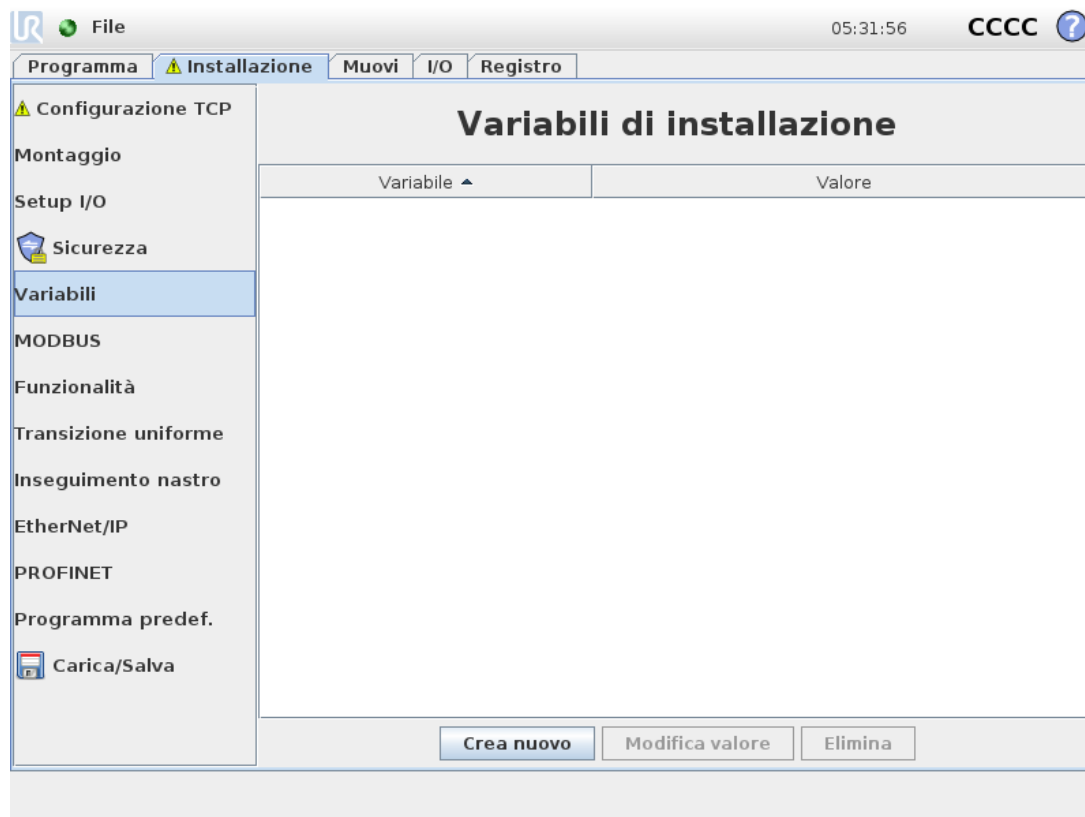 UR File 05:31:56 CCCC ?
Programma Installazione Muovi I/O Registro
Configurazione TCP
Montaggio
Setup I/O
Sicurezza
Variabili
MODBUS
Funzionalità
Transizione uniforme
Inseguimento nastro
EtherNet/IP
PROFINET
Programma predef.
Carica/Salva
Variabili di installazione
Variabile Valore
Crea nuovo Modifica valore Elimina